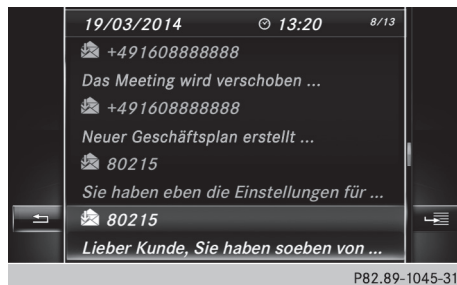 19/03/2014 13:20 8/13
+491608888888
Das Meeting wird verschoben ...
+491608888888
Neuer Geschäftsplan erstellt ...
80215
Sie haben eben die Einstellungen für ...
80215
Lieber Kunde, Sie haben soeben von ...
P82.89-1045-31